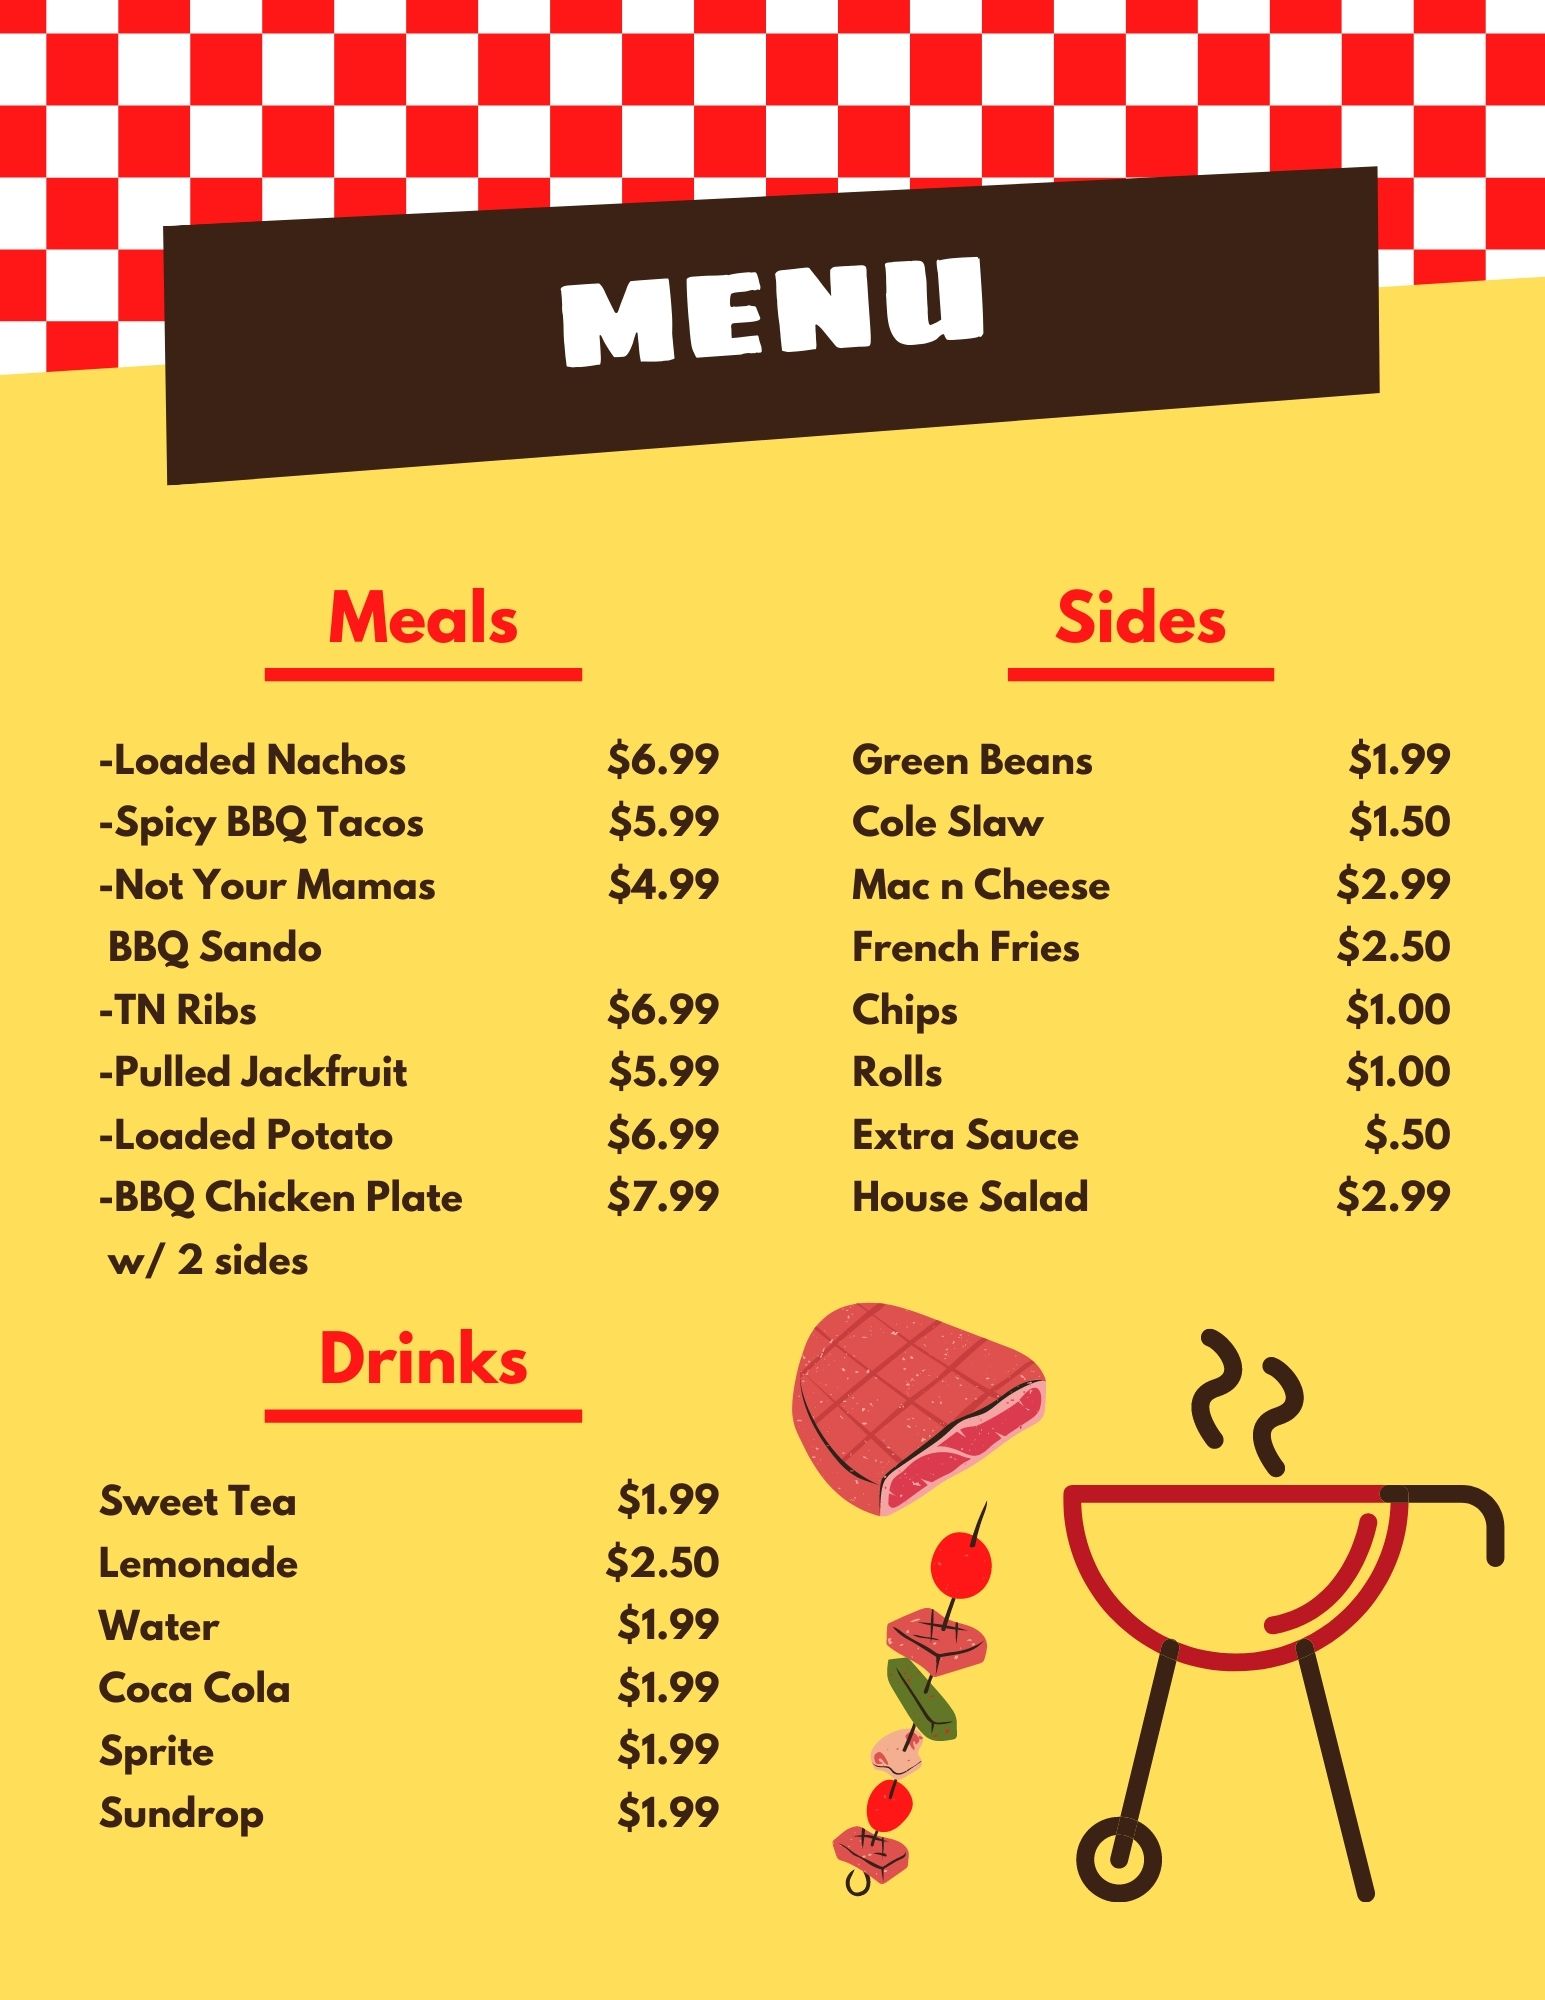 MENU
Meals
-Loaded Nachos $6.99
-Spicy BBQ Tacos $5.99
-Not Your Mamas $4.99
BBQ Sando
-TN Ribs $6.99
-Pulled Jackfruit $5.99
-Loaded Potato $6.99
-BBQ Chicken Plate $7.99
w/ 2 sides
Sides
Green Beans $1.99
Cole Slaw $1.50
Mac n Cheese $2.99
French Fries $2.50
Chips $1.00
Rolls $1.00
Extra Sauce $.50
House Salad $2.99
Drinks
Sweet Tea $1.99
Lemonade $2.50
Water $1.99
Coca Cola $1.99
Sprite $1.99
Sundrop $1.99